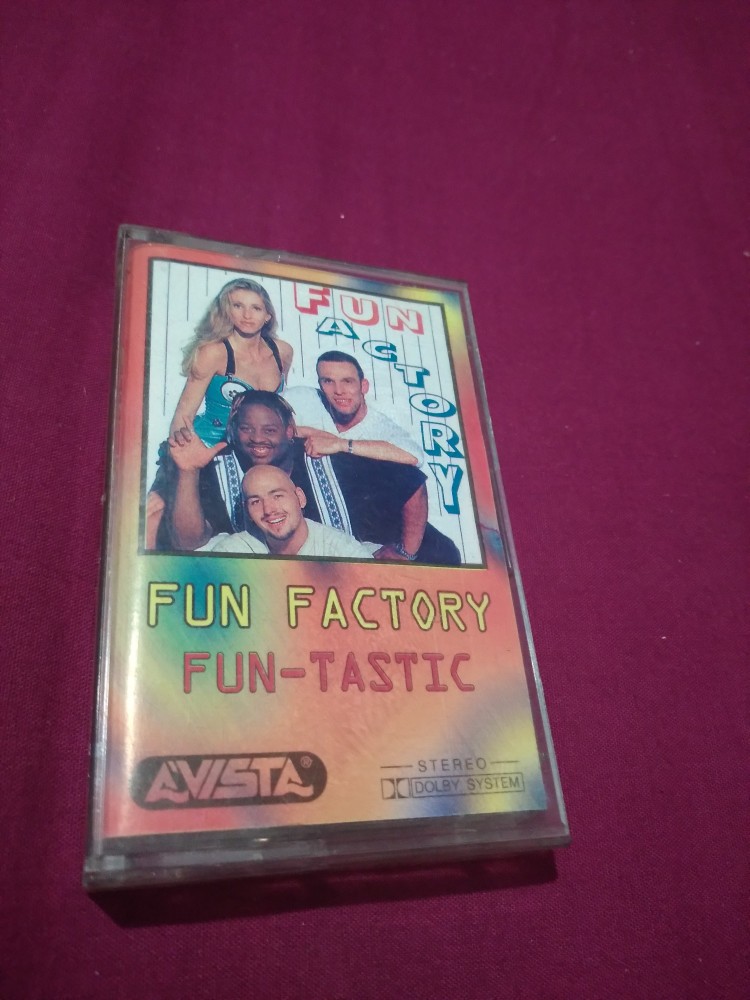 FUN
FACTORY
FUN FACTORY
FUN-TASTIC
AVISTA®
STEREO
DOLBY SYSTEM